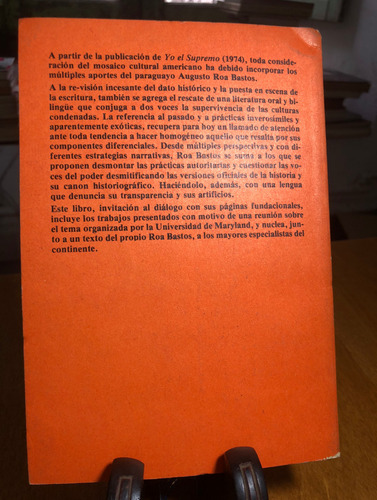 A partir de la publicación de Yo el Supremo (1974), toda conside-
ración del mosaico cultural americano ha debido incorporar los
múltiples aportes del paraguayo Augusto Roa Bastos.
A la re-visión incesante del dato histórico y la puesta en escena de
la escritura, también se agrega el rescate de una literatura oral y bi-
lingüe que conjuga a dos voces la supervivencia de las culturas
condenadas. La referencia al pasado y a prácticas inverosímiles y
aparentemente exóticas, recupera para hoy un llamado de atención
ante toda tendencia a hacer homogéneo aquello que resalta por sus
componentes diferenciales. Desde múltiples perspectivas y con di-
ferentes estrategias narrativas, Roa Bastos se suma a los que se
proponen desmontar las prácticas autoritarias y cuestionar las vo-
ces del poder desmitificando las versiones oficiales de la historia y
su canon historiográfico. Haciéndolo, además, con una lengua
que denuncia su transparencia y sus artificios.
Este libro, invitación al diálogo con sus páginas fundacionales,
incluye los trabajos presentados con motivo de una reunión sobre
el tema organizada por la Universidad de Maryland, y nuclea, jun-
to a un texto del propio Roa Bastos, a los mayores especialistas del
continente.